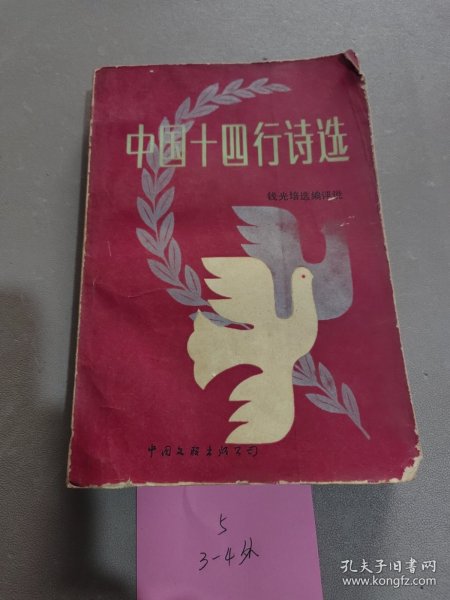 中国十四行诗选
钱光培选编评说
中国文联出版公司
5
3-4外
孔夫子旧书网
www.kongfz.com